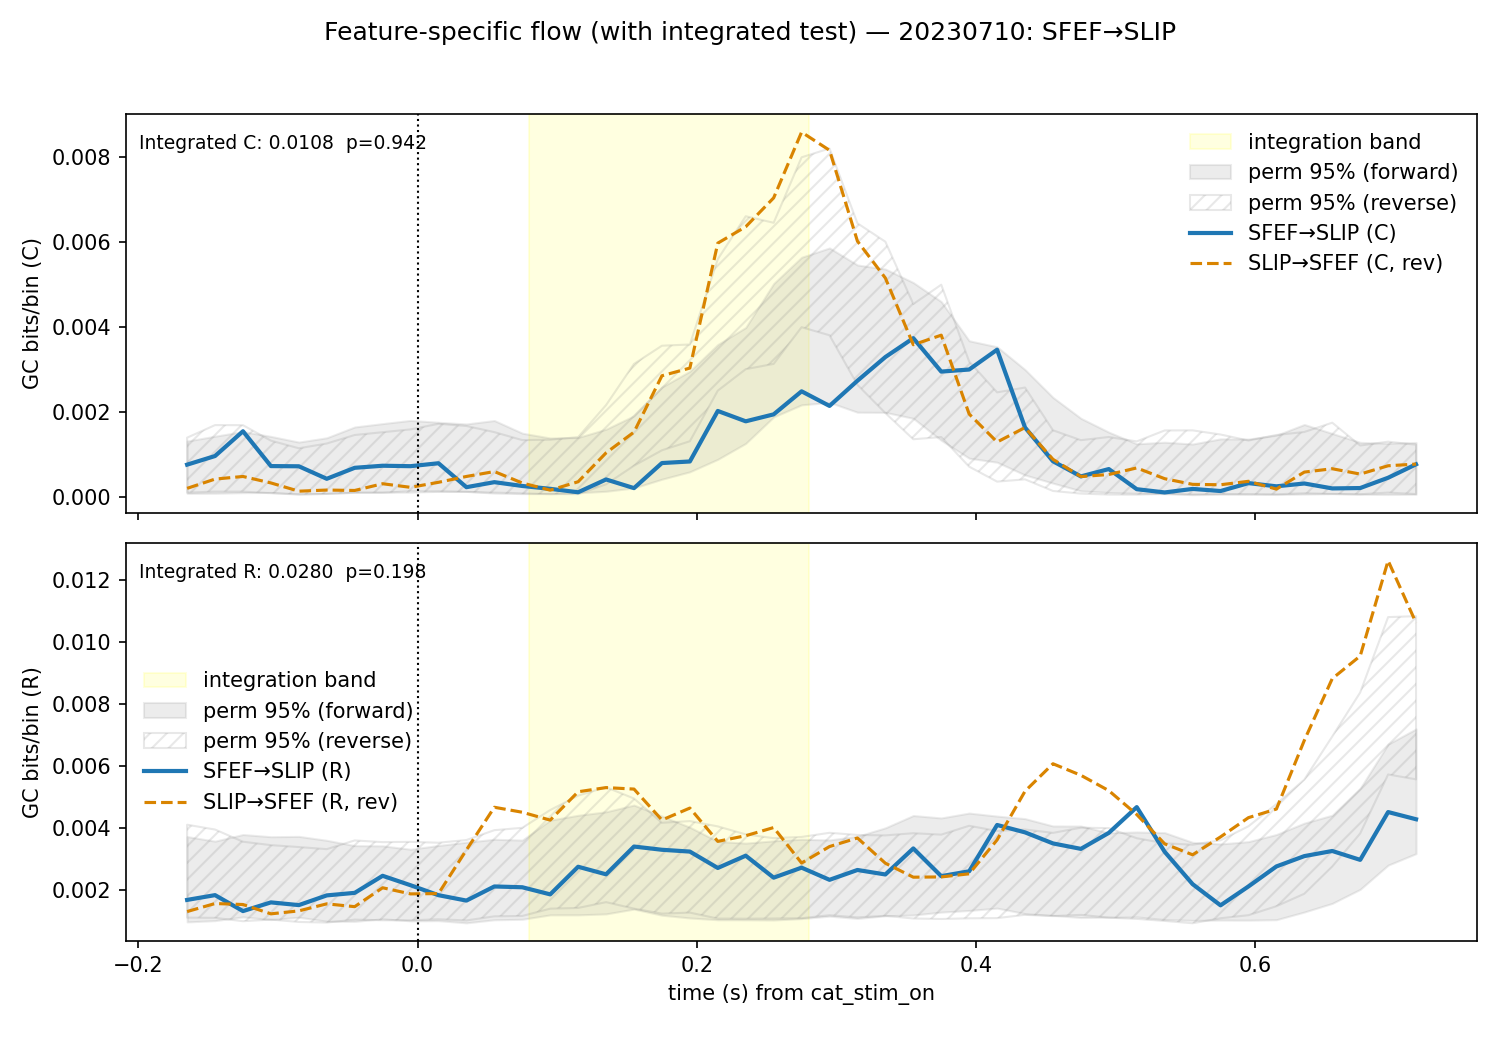 Feature-specific flow (with integrated test) — 20230710: SFEF→SLIP
Integrated C: 0.0108  p=0.942
integration band
perm 95% (forward)
perm 95% (reverse)
SFEF→SLIP (C)
SLIP→SFEF (C, rev)
0.008
0.006
0.004
0.002
0.000
GC bits/bin (C)
Integrated R: 0.0280  p=0.198
integration band
perm 95% (forward)
perm 95% (reverse)
SFEF→SLIP (R)
SLIP→SFEF (R, rev)
0.012
0.010
0.008
0.006
0.004
0.002
GC bits/bin (R)
−0.2
0.0
0.2
0.4
0.6
time (s) from cat_stim_on